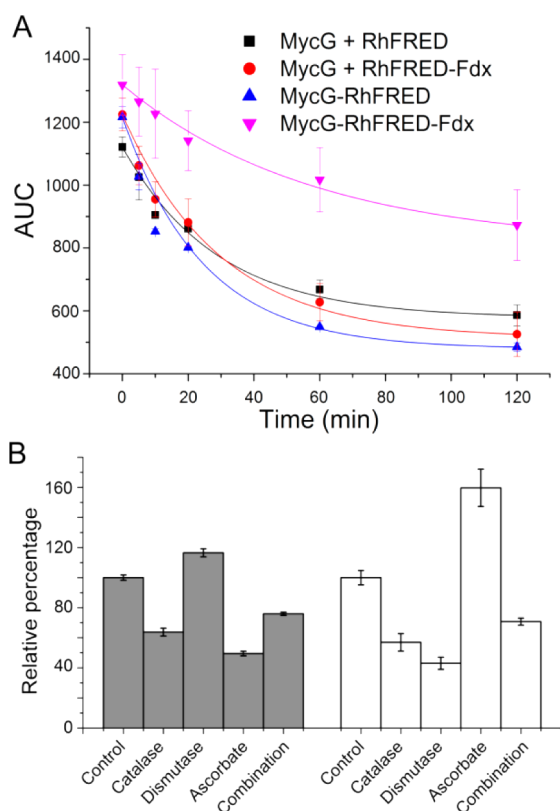 A
MycG + RhFRED
MycG + RhFRED-Fdx
MycG-RhFRED
MycG-RhFRED-Fdx
AUC
1400
1200
1000
800
600
400
0 20 40 60 80 100 120
Time (min)
B
Relative percentage
160
120
80
40
0
Control Catalase Dismutase Ascorbate Combination Control Catalase Dismutase Ascorbate Combination